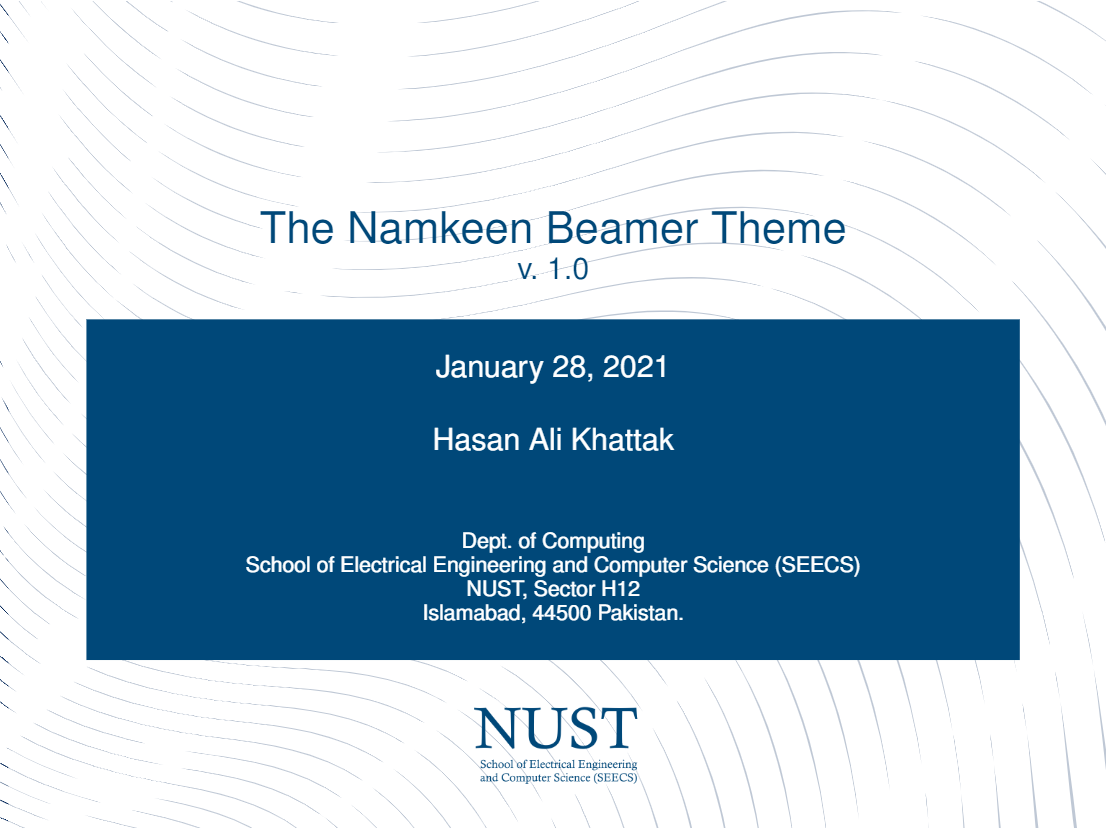 The Namkeen Beamer Theme
v. 1.0
January 28, 2021
Hasan Ali Khattak
Dept. of Computing
School of Electrical Engineering and Computer Science (SEECS)
NUST, Sector H12
Islamabad, 44500 Pakistan.
NUST
School of Electrical Engineering
and Computer Science (SEECS)